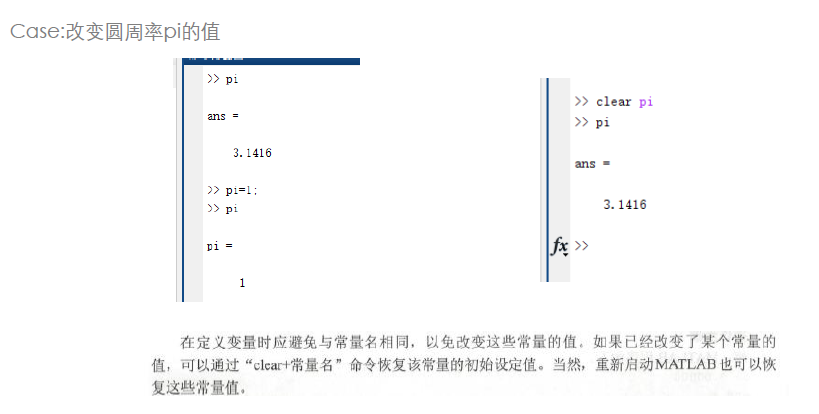 Case:改变圆周率pi的值
>> pi
ans =
3.1416
>> pi=1;
>> pi
pi =
1
>> clear pi
>> pi
ans =
3.1416
fx >>
在定义变量时应避免与常量名相同，以免改变这些常量的值。如果已经改变了某个常量的
值，可以通过“clear+常量名”命令恢复该常量的初始设定值。当然，重新启动MATLAB也可以恢
复这些常量值。